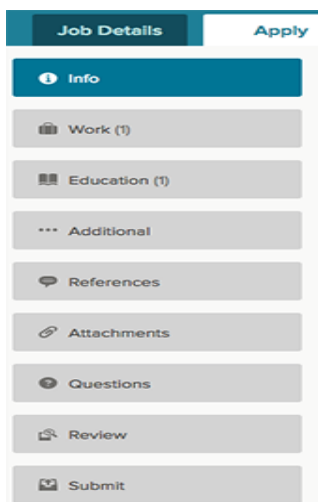 Job Details Apply
Info
Work (1)
Education (1)
Additional
References
Attachments
Questions
Review
Submit